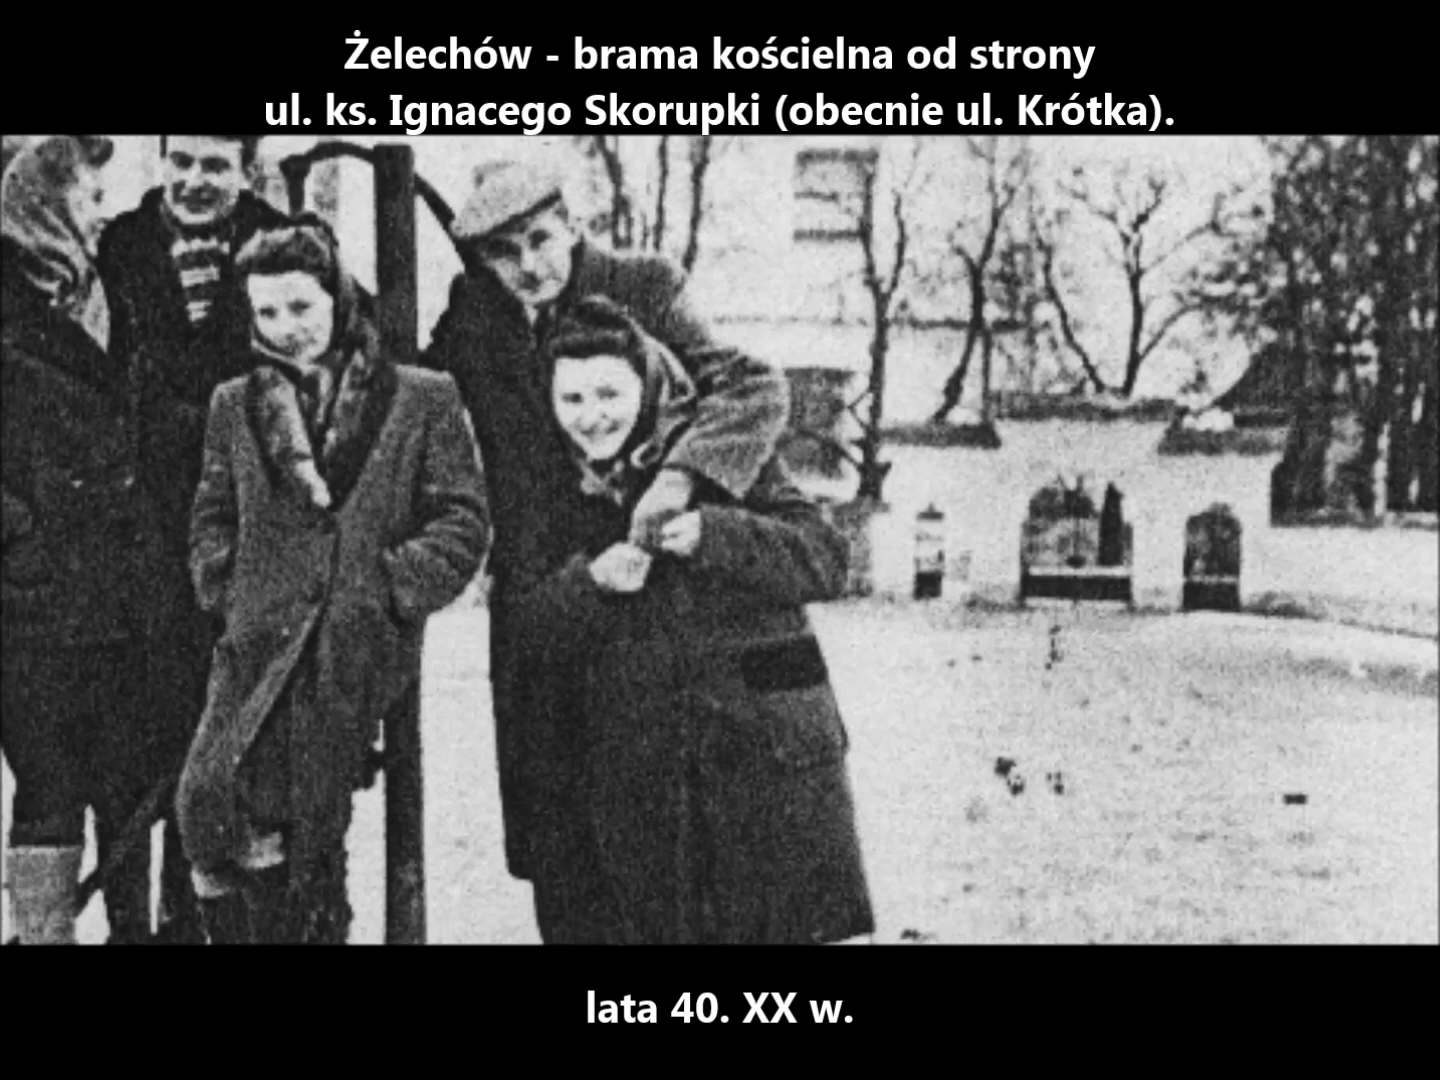 Żelechów - brama kościelna od strony
ul. ks. Ignacego Skorupki (obecnie ul. Krótka).
lata 40. XX w.